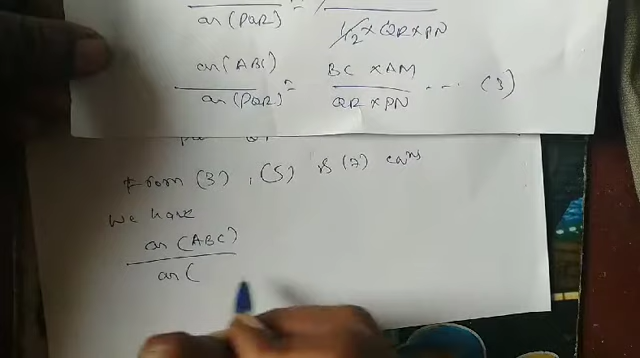 ar(PQR) =
1/2 × QR × PN
ar(ABC) / ar(PQR) = BC × AM / QR × PN ---- (3)
From (3), (5) & (7)
We have
ar(ABC)
ar(